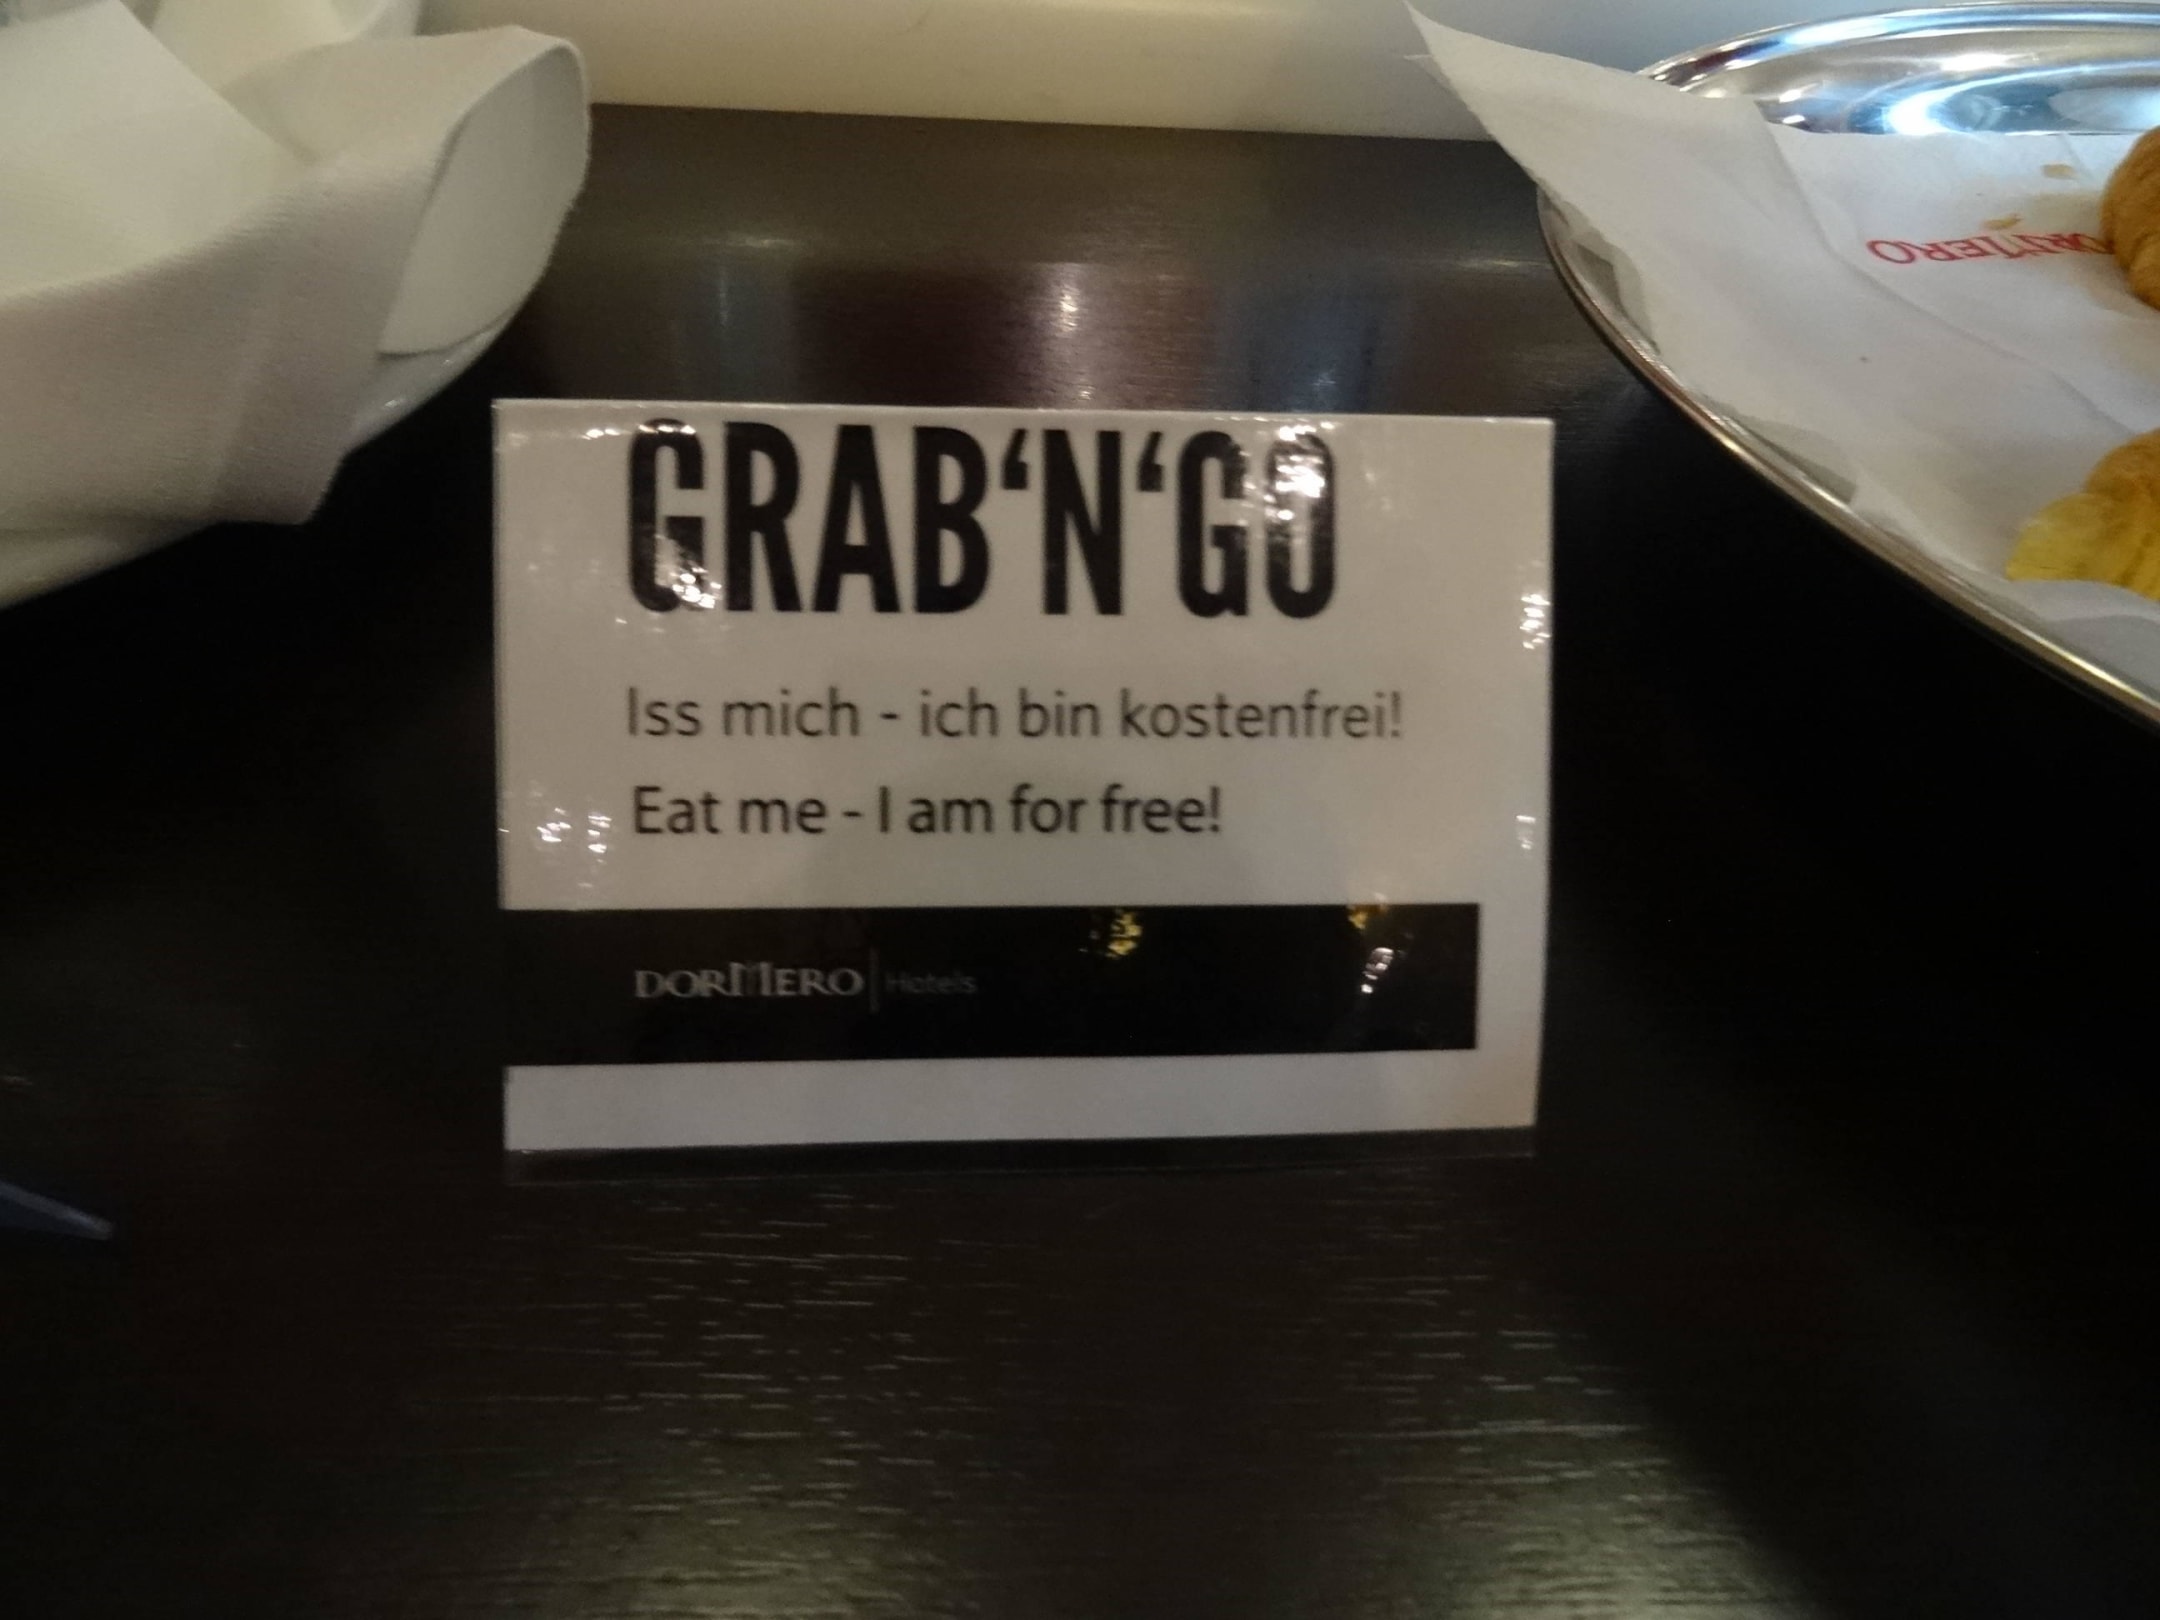 GRAB‘N‘GO
Iss mich - ich bin kostenfrei!
Eat me - I am for free!
DORMERO | Hotels